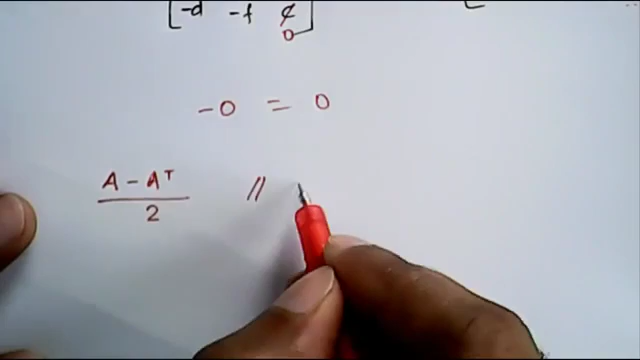 -d -f ¢
0
-0 = 0
A - Aᵀ
2 //